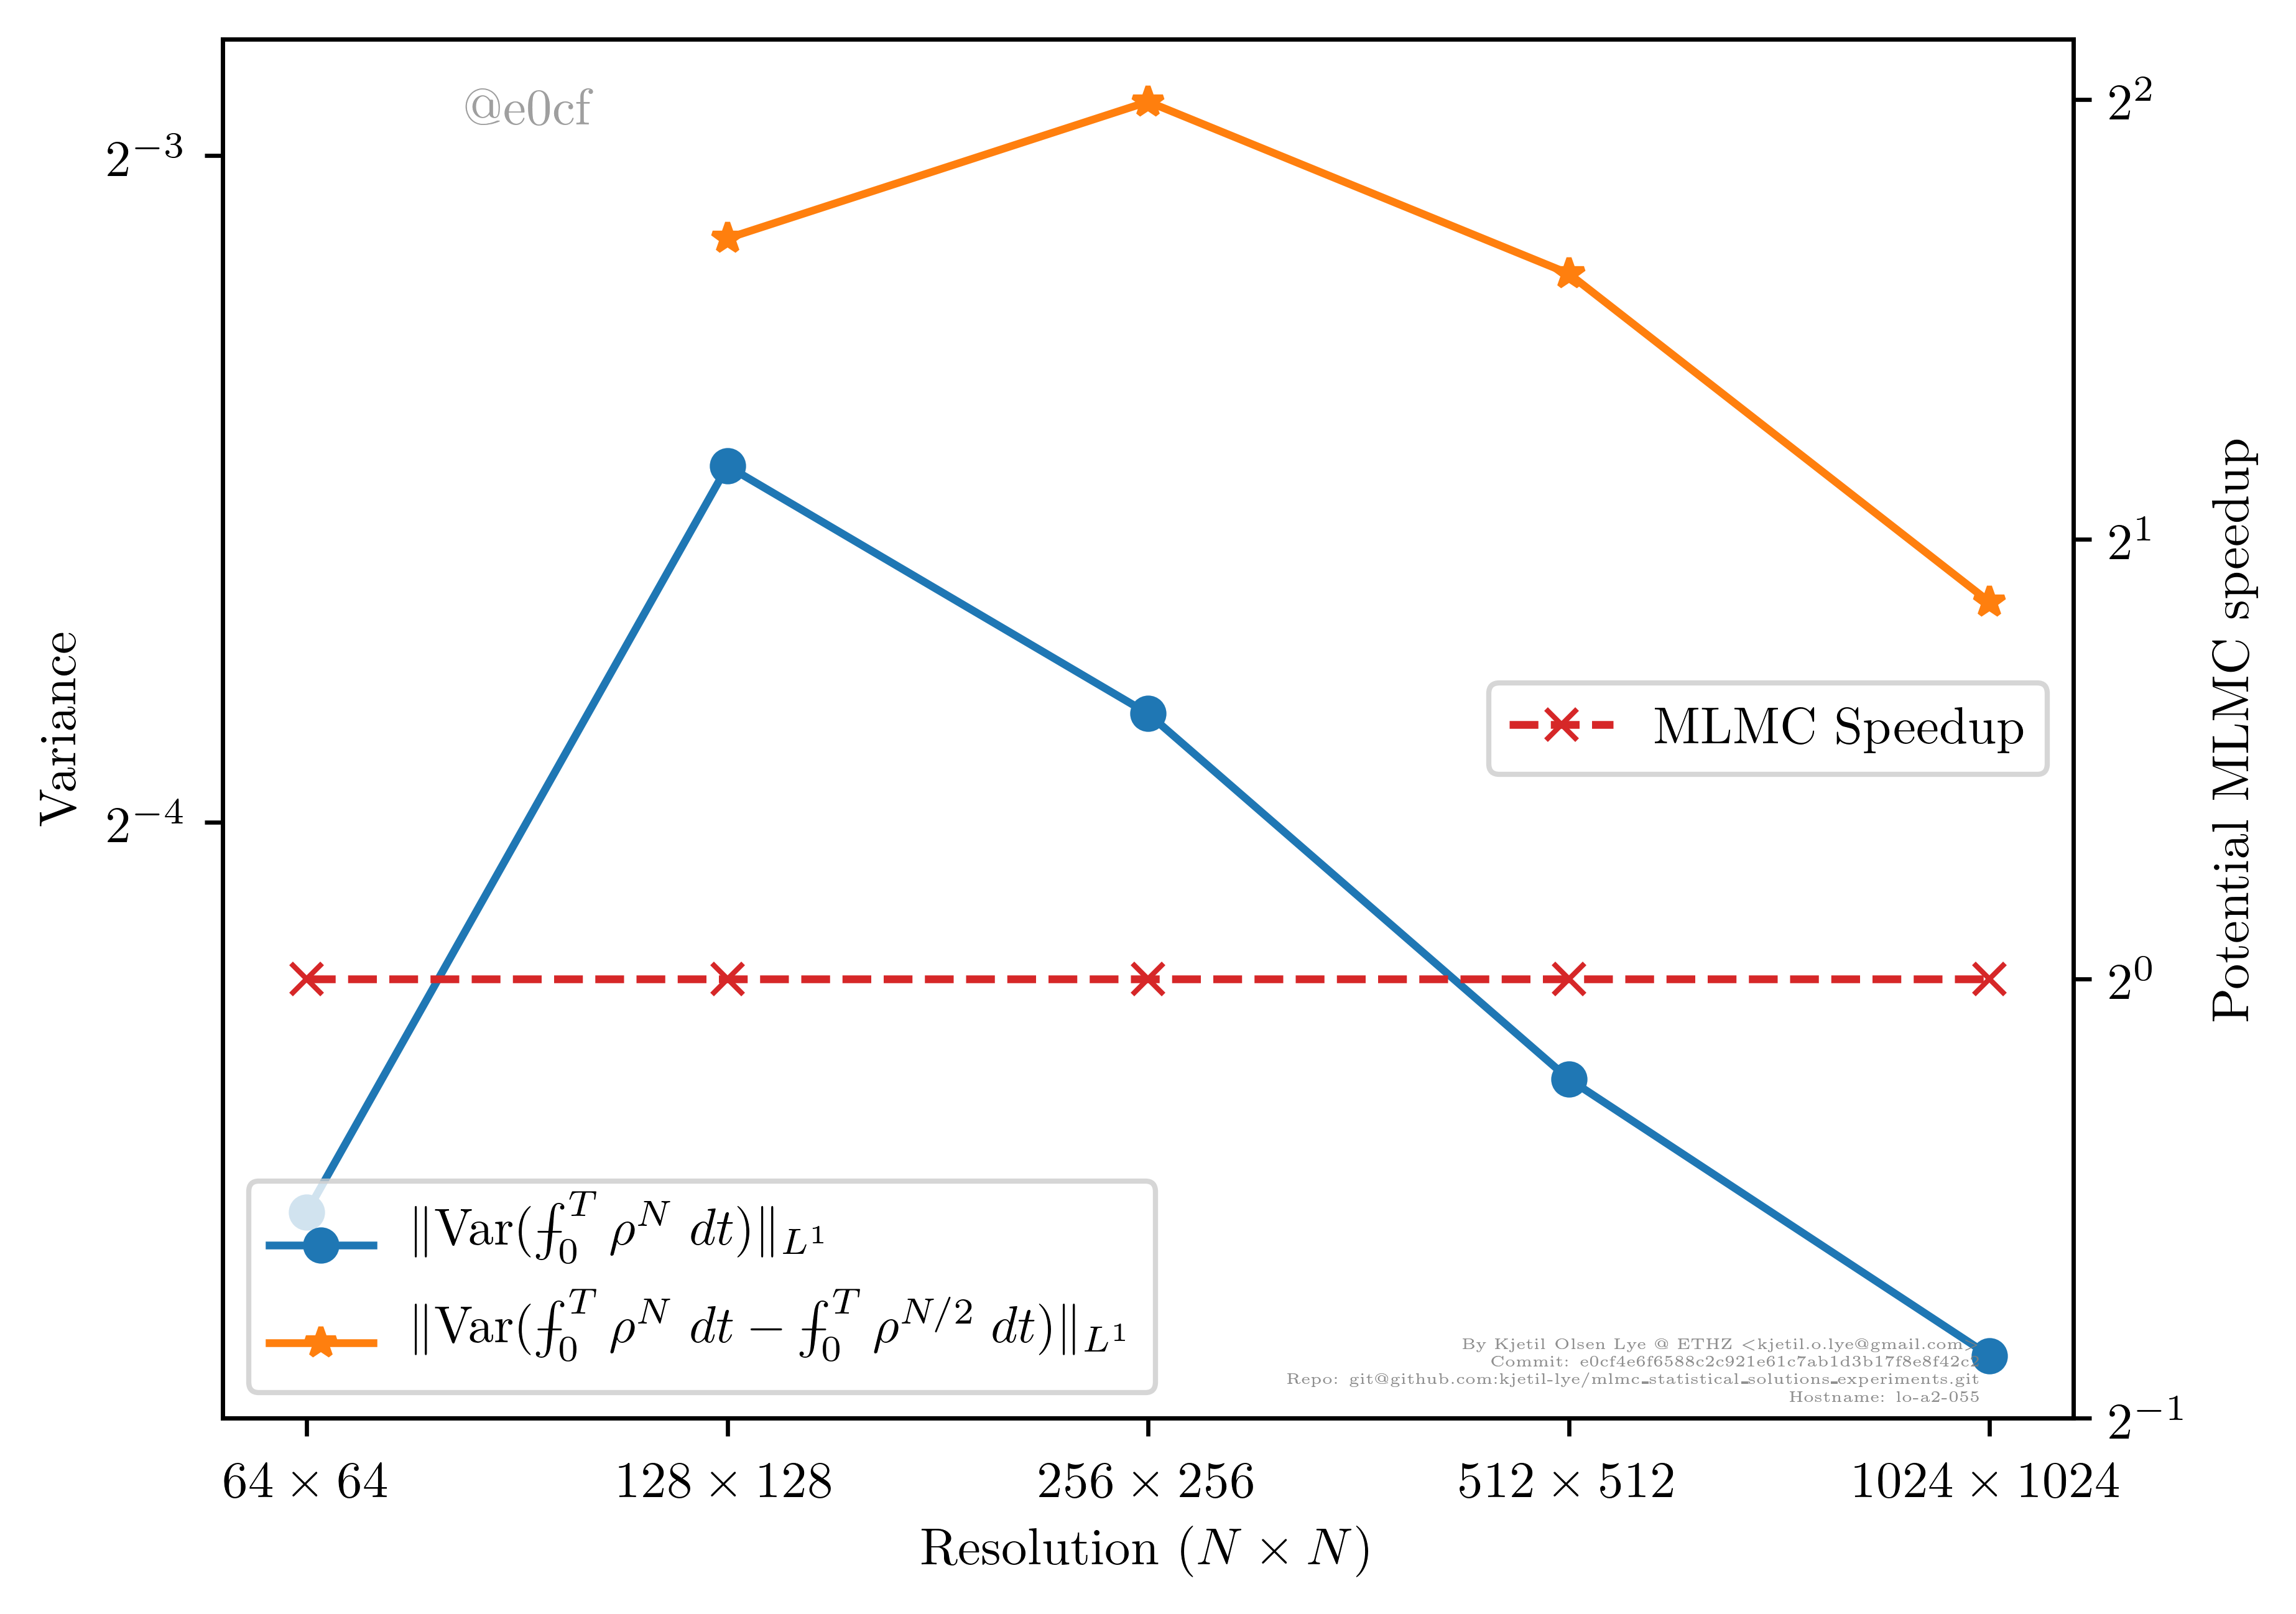 @e0cf
2^{-3}
2^{-4}
Variance
2^2
2^1
2^0
2^{-1}
Potential MLMC speedup
MLMC Speedup
‖Var(⨍_0^T ρ^N dt)‖_{L^1}
‖Var(⨍_0^T ρ^N dt − ⨍_0^T ρ^{N/2} dt)‖_{L^1}
By Kjetil Olsen Lye @ ETHZ <kjetil.o.lye@gmail.com>
Commit: e0cf4e6f6588c2c921e61c7ab1d3b17f8e8f42c2
Repo: git@github.com:kjetil-lye/mlmc_statistical_solutions_experiments.git
Hostname: lo-a2-055
64 × 64
128 × 128
256 × 256
512 × 512
1024 × 1024
Resolution (N × N)